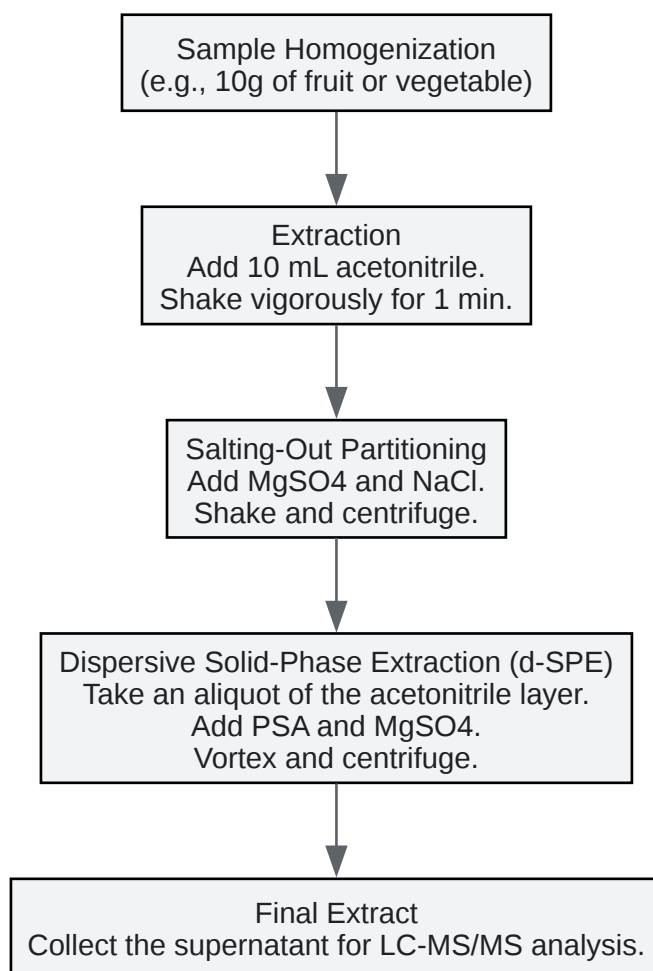 Sample Homogenization
(e.g., 10g of fruit or vegetable)
Extraction
Add 10 mL acetonitrile.
Shake vigorously for 1 min.
Salting-Out Partitioning
Add MgSO4 and NaCl.
Shake and centrifuge.
Dispersive Solid-Phase Extraction (d-SPE)
Take an aliquot of the acetonitrile layer.
Add PSA and MgSO4.
Vortex and centrifuge.
Final Extract
Collect the supernatant for LC-MS/MS analysis.